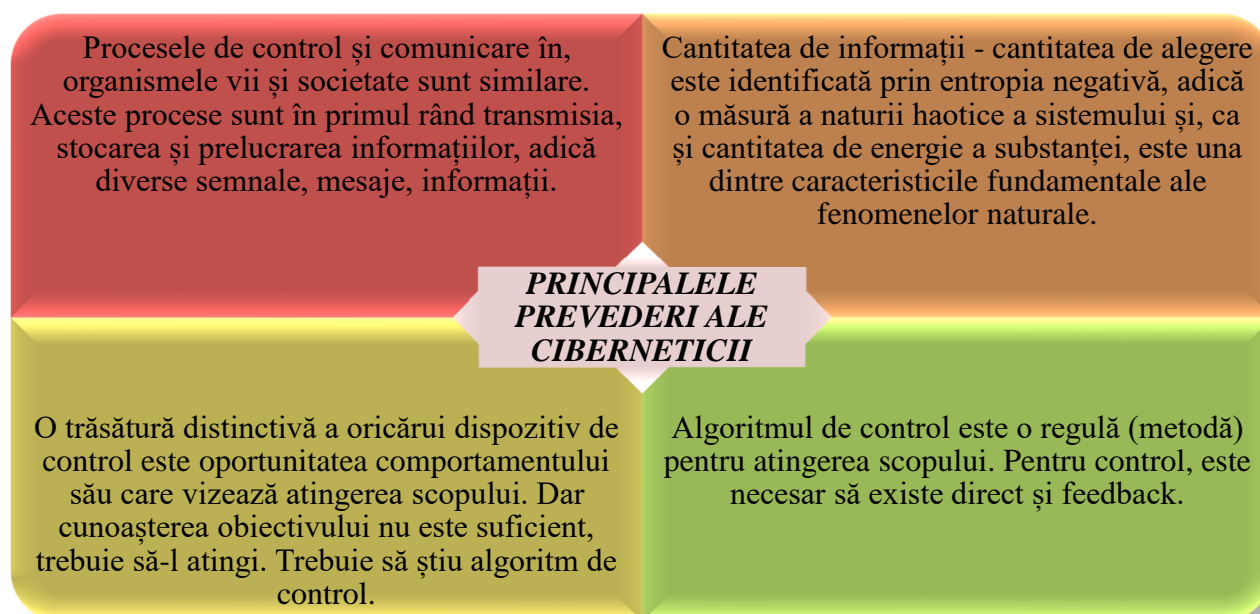 Procesele de control și comunicare în,
organismele vii și societate sunt similare.
Aceste procese sunt în primul rând transmisia,
stocarea și prelucrarea informațiilor, adică
diverse semnale, mesaje, informații.
Cantitatea de informații - cantitatea de alegere
este identificată prin entropia negativă, adică
o măsură a naturii haotice a sistemului și, ca
și cantitatea de energie a substanței, este una
dintre caracteristicile fundamentale ale
fenomenelor naturale.
PRINCIPALELE
PREVEDERI ALE
CIBERNETICII
O trăsătură distinctivă a oricărui dispozitiv de
control este oportunitatea comportamentului
său care vizează atingerea scopului. Dar
cunoașterea obiectivului nu este suficient,
trebuie să-l atingi. Trebuie să știu algoritm de
control.
Algoritmul de control este o regulă (metodă)
pentru atingerea scopului. Pentru control, este
necesar să existe direct și feedback.